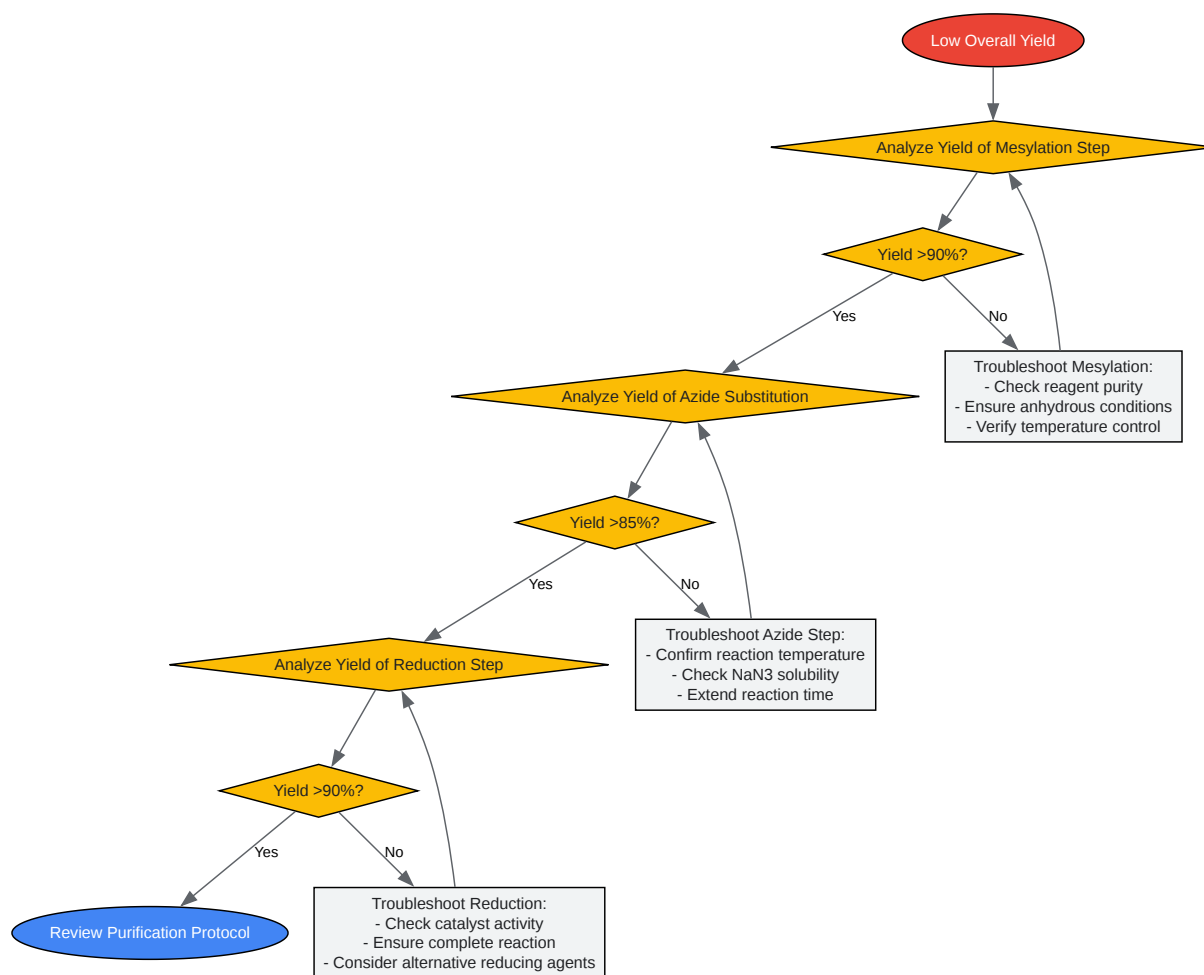 Low Overall Yield
Analyze Yield of Mesylation Step
Yield >90%?
Yes
No
Troubleshoot Mesylation:
- Check reagent purity
- Ensure anhydrous conditions
- Verify temperature control
Analyze Yield of Azide Substitution
Yield >85%?
Yes
No
Troubleshoot Azide Step:
- Confirm reaction temperature
- Check NaN3 solubility
- Extend reaction time
Analyze Yield of Reduction Step
Yield >90%?
Yes
No
Troubleshoot Reduction:
- Check catalyst activity
- Ensure complete reaction
- Consider alternative reducing agents
Review Purification Protocol